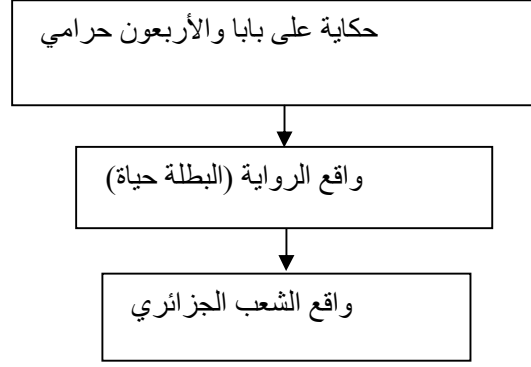 حكاية على بابا والأربعون حرامي
واقع الرواية (البطلة حياة)
واقع الشعب الجزائري